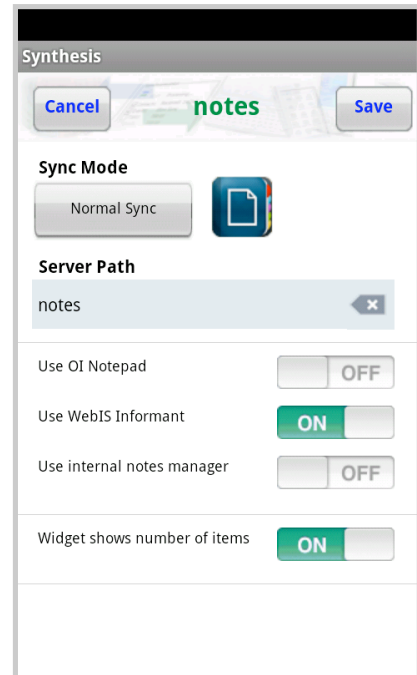 Synthesis
Cancel notes Save
Sync Mode
Normal Sync
Server Path
notes
Use OI Notepad OFF
Use WebIS Informant ON
Use internal notes manager OFF
Widget shows number of items ON